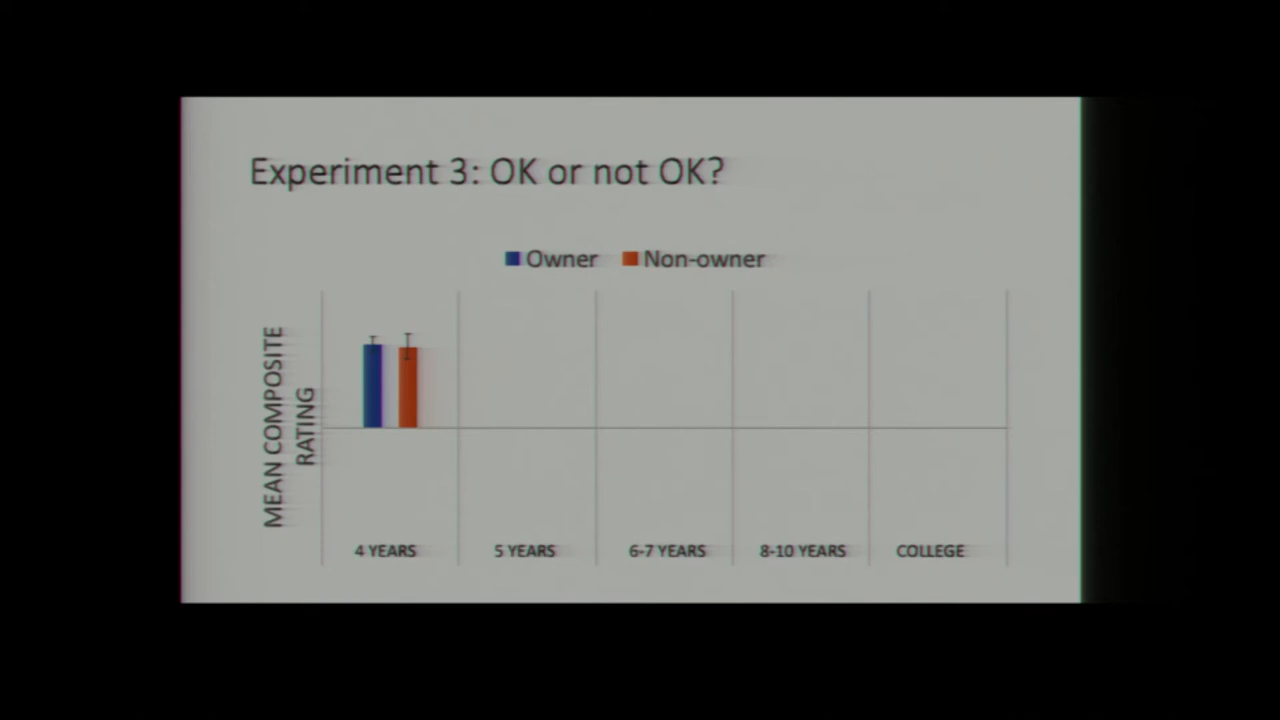 Experiment 3: OK or not OK?
Owner Non-owner
MEAN COMPOSITE
RATING
4 YEARS 5 YEARS 6-7 YEARS 8-10 YEARS COLLEGE